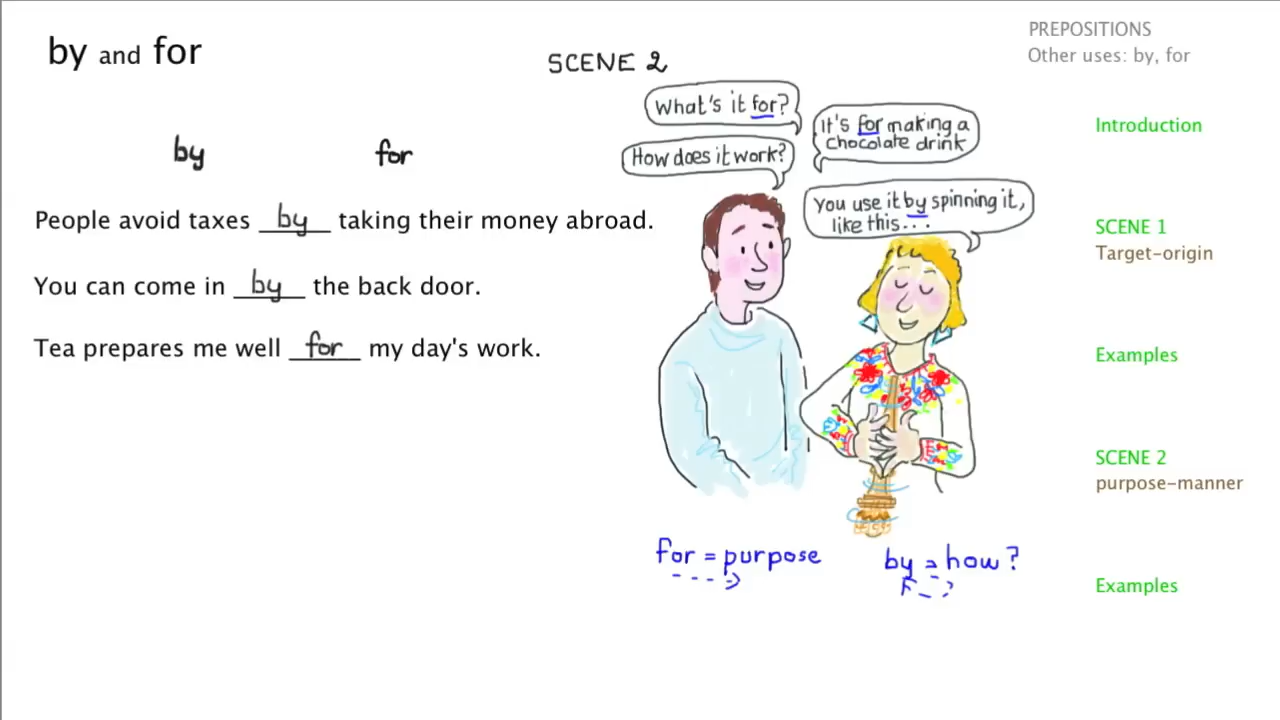 by and for
PREPOSITIONS
Other uses: by, for
SCENE 2
by for
What's it for?
It's for making a
chocolate drink
How does it work?
You use it by spinning it,
like this...
People avoid taxes by taking their money abroad.
You can come in by the back door.
Tea prepares me well for my day's work.
for = purpose
by = how?
Introduction
SCENE 1
Target-origin
Examples
SCENE 2
purpose-manner
Examples